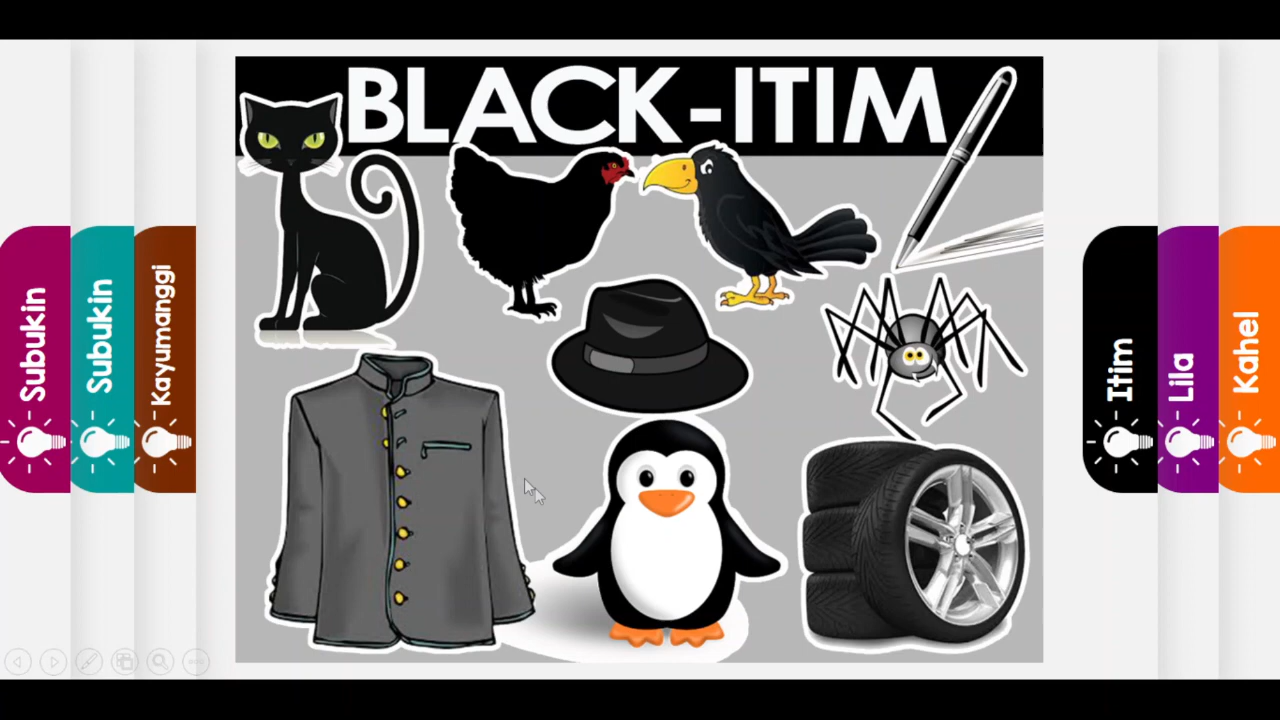 BLACK-ITIM
Subukin
Subukin
Kayumanggi
Itim
Lila
Kahel